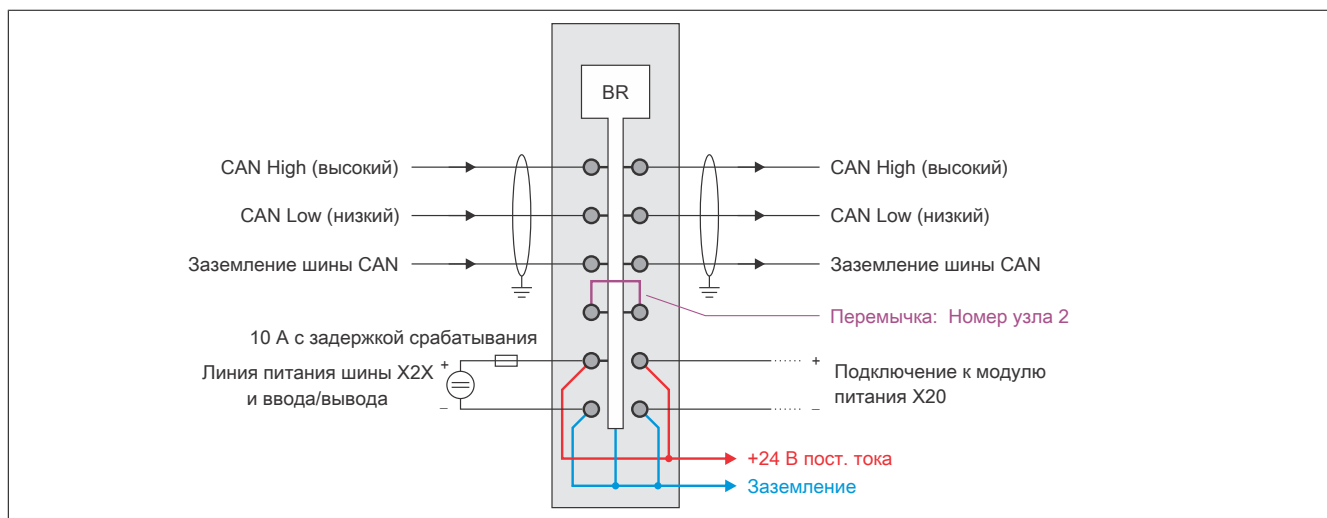 BR
CAN High (высокий)
CAN High (высокий)
CAN Low (низкий)
CAN Low (низкий)
Заземление шины CAN
Заземление шины CAN
Перемычка: Номер узла 2
10 А с задержкой срабатывания
Линия питания шины X2X
и ввода/вывода
+
–
+
–
Подключение к модулю
питания X20
+24 В пост. тока
Заземление